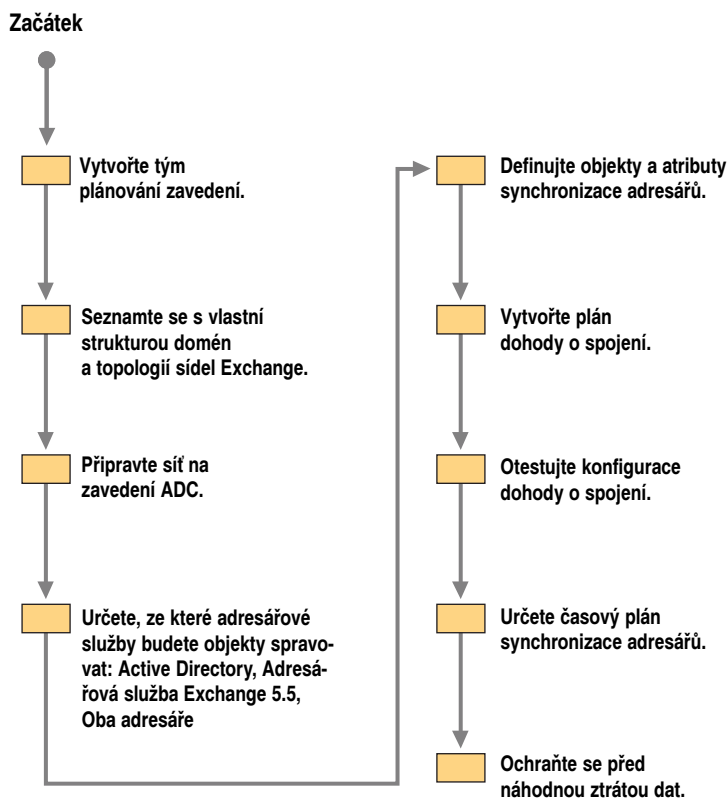 Začátek
Vytvořte tým
plánování zavedení.
Seznamte se s vlastní
strukturou domén
a topologií sídel Exchange.
Připravte síť na
zavedení ADC.
Určete, ze které adresářové
služby budete objekty spravo-
vat: Active Directory, Adresá-
řová služba Exchange 5.5,
Oba adresáře
Definujte objekty a atributy
synchronizace adresářů.
Vytvořte plán
dohody o spojení.
Otestujte konfigurace
dohody o spojení.
Určete časový plán
synchronizace adresářů.
Ochraňte se před
náhodnou ztrátou dat.